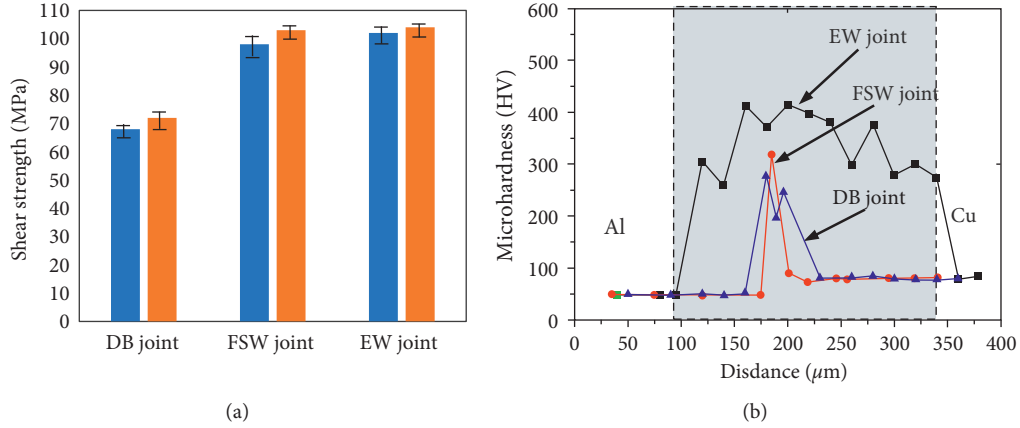 110
100
90
80
70
60
50
40
30
20
10
0
Shear strength (MPa)
DB joint FSW joint EW joint
(a)
600
500
400
300
200
100
0
Microhardness (HV)
EW joint
FSW joint
DB joint
Al
Cu
0 50 100 150 200 250 300 350 400
Disdance (μm)
(b)